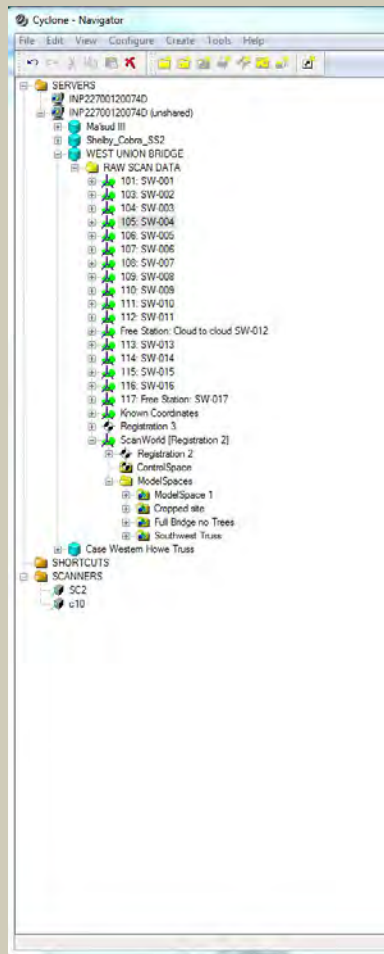 Cyclone - Navigator
File Edit View Configure Create Tools Help
SERVERS
INP22700120074D
INP22700120074D (unshared)
Ma'sud III
Shelby_Cobra_SS2
WEST UNION BRIDGE
RAW SCAN DATA
101: SW-001
103: SW-002
104: SW-003
105: SW-004
106: SW-005
107: SW-006
108: SW-007
109: SW-008
110: SW-009
111: SW-010
112: SW-011
Free Station: Cloud to cloud SW-012
113: SW-013
114: SW-014
115: SW-015
116: SW-016
117: Free Station: SW-017
Known Coordinates
Registration 3
ScanWorld [Registration 2]
Registration 2
ControlSpace
ModelSpaces
ModelSpace 1
Cropped site
Full Bridge no Trees
Southwest Truss
Case Western Howe Truss
SHORTCUTS
SCANNERS
SC2
c10